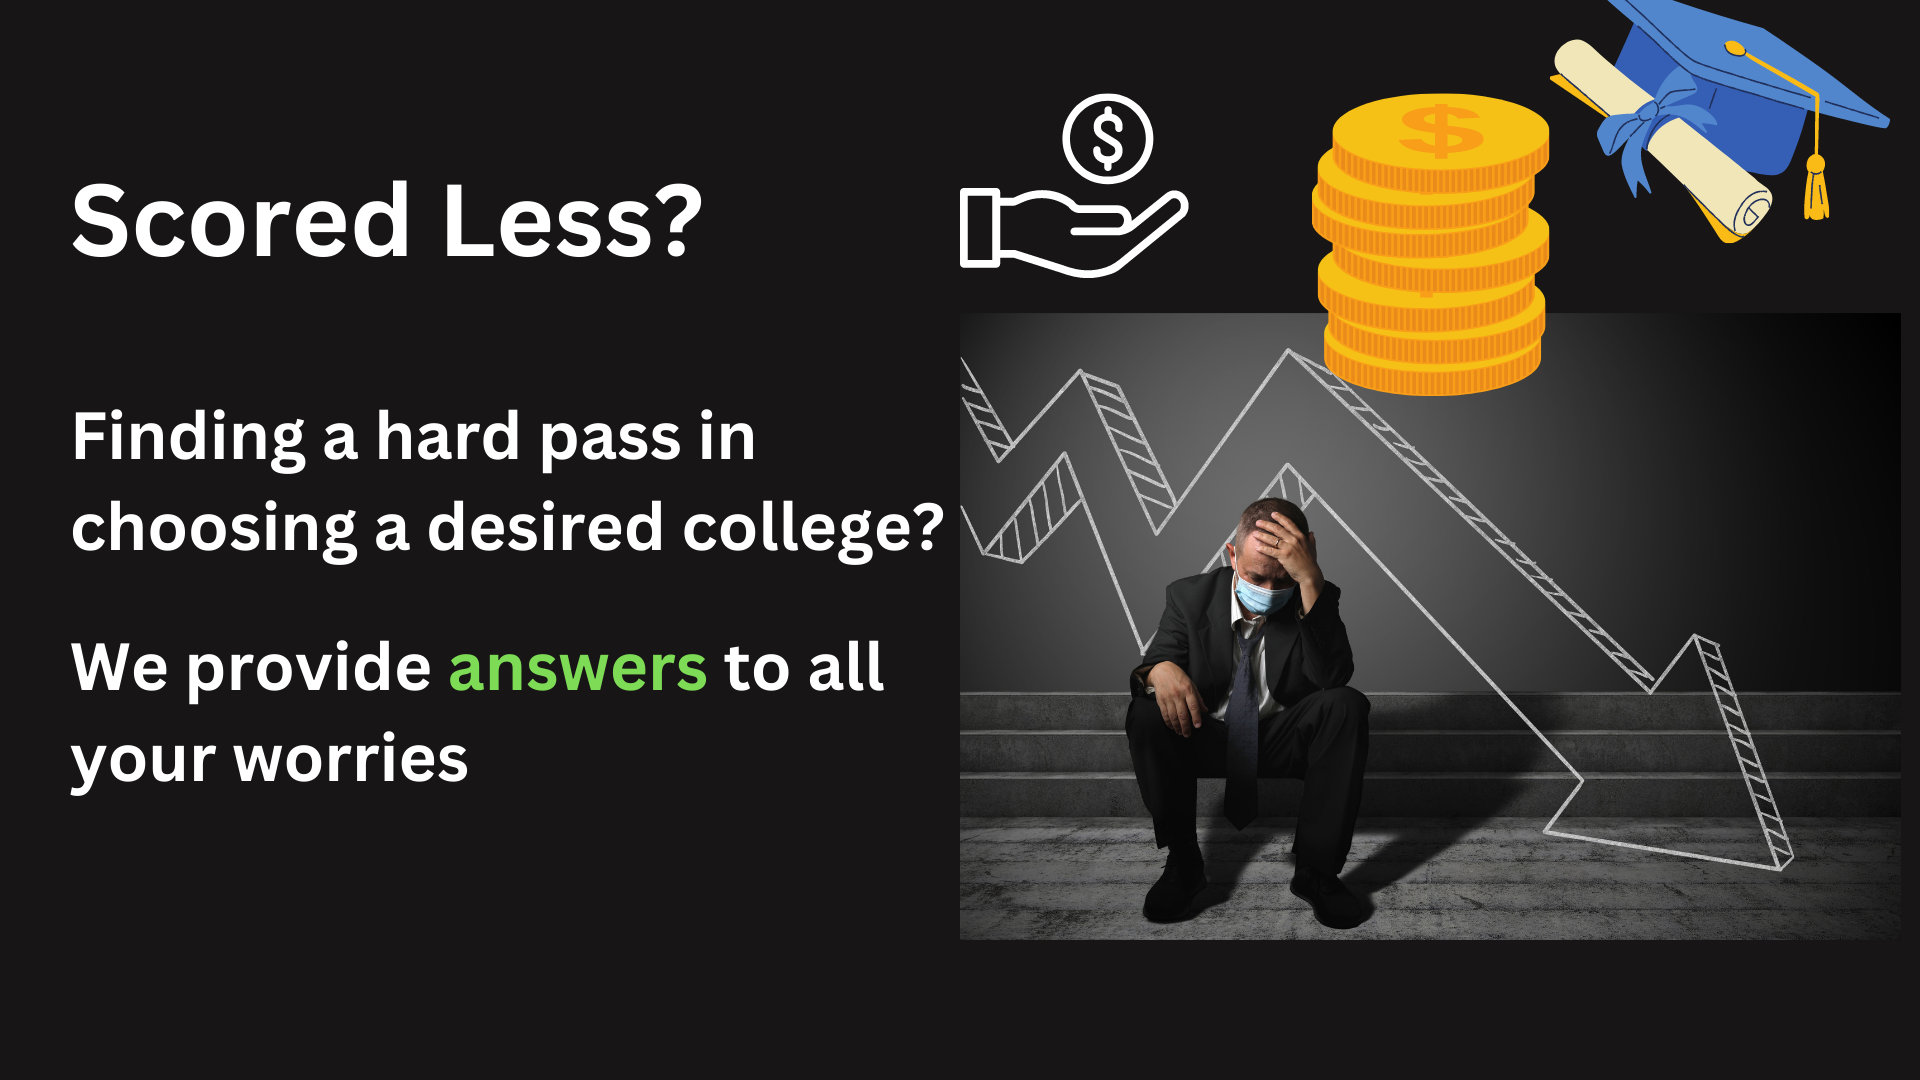 Scored Less?
Finding a hard pass in
choosing a desired college?
We provide answers to all
your worries
$
$